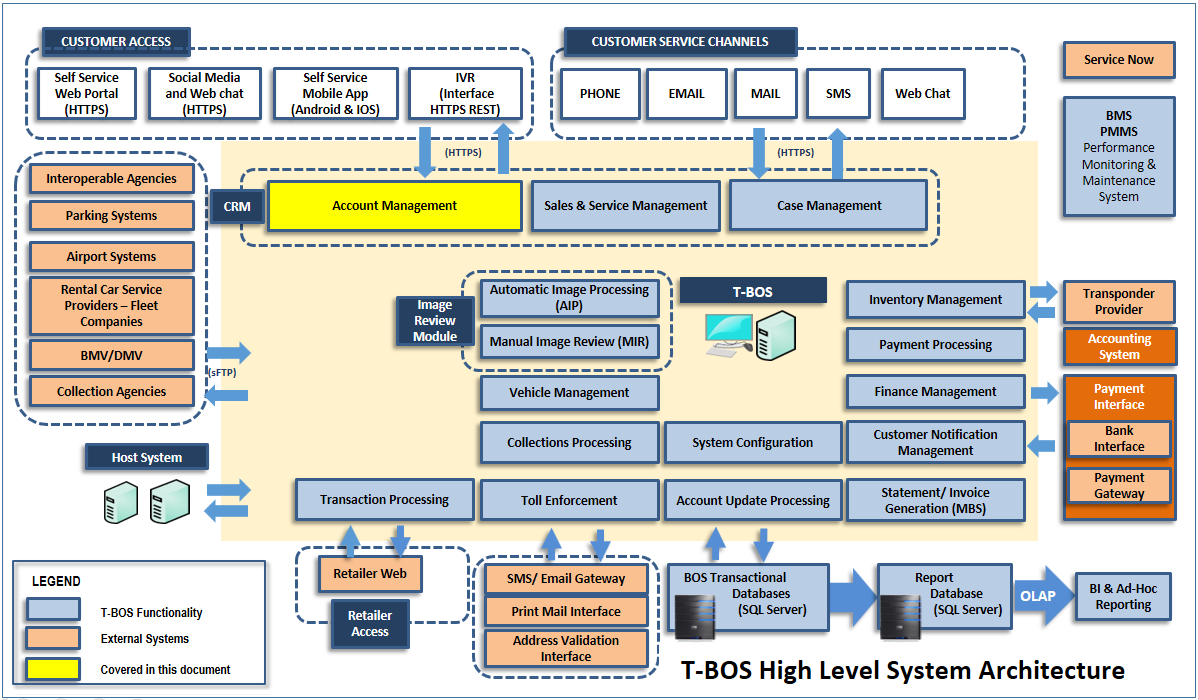 CUSTOMER ACCESS
Self Service
Web Portal
(HTTPS)
Social Media
and Web chat
(HTTPS)
Self Service
Mobile App
(Android & IOS)
IVR
(Interface
HTTPS REST)
CUSTOMER SERVICE CHANNELS
PHONE
EMAIL
MAIL
SMS
Web Chat
Service Now
BMS
PMMS
Performance
Monitoring &
Maintenance
System
(HTTPS)
(HTTPS)
Interoperable Agencies
Parking Systems
Airport Systems
Rental Car Service
Providers – Fleet
Companies
BMV/DMV
Collection Agencies
(sFTP)
CRM
Account Management
Sales & Service Management
Case Management
Image
Review
Module
Automatic Image Processing
(AIP)
Manual Image Review (MIR)
T-BOS
Inventory Management
Payment Processing
Finance Management
Transponder
Provider
Accounting
System
Payment
Interface
Bank
Interface
Payment
Gateway
Vehicle Management
Collections Processing
System Configuration
Customer Notification
Management
Host System
Transaction Processing
Toll Enforcement
Account Update Processing
Statement/ Invoice
Generation (MBS)
Retailer Web
Retailer
Access
SMS/ Email Gateway
Print Mail Interface
Address Validation
Interface
BOS Transactional
Databases
(SQL Server)
Report
Database
(SQL Server)
OLAP
BI & Ad-Hoc
Reporting
LEGEND
T-BOS Functionality
External Systems
Covered in this document
T-BOS High Level System Architecture